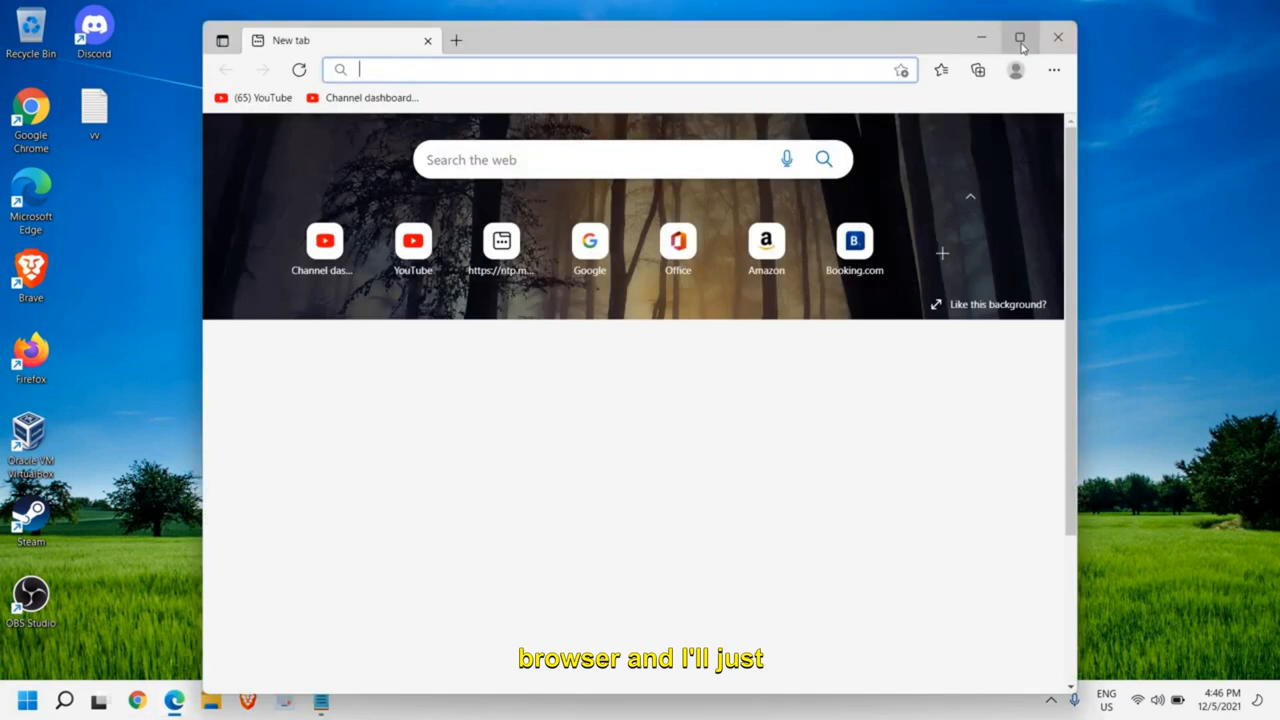 Recycle Bin
Discord
Google
Chrome
vv
Microsoft
Edge
Brave
Firefox
Oracle VM
VirtualBox
Steam
OBS Studio
New tab
(65) YouTube
Channel dashboard...
Search the web
Channel das...
YouTube
https://ntp.m...
Google
Office
Amazon
Booking.com
Like this background?
browser and I'll just
ENG
US
4:46 PM
12/5/2021